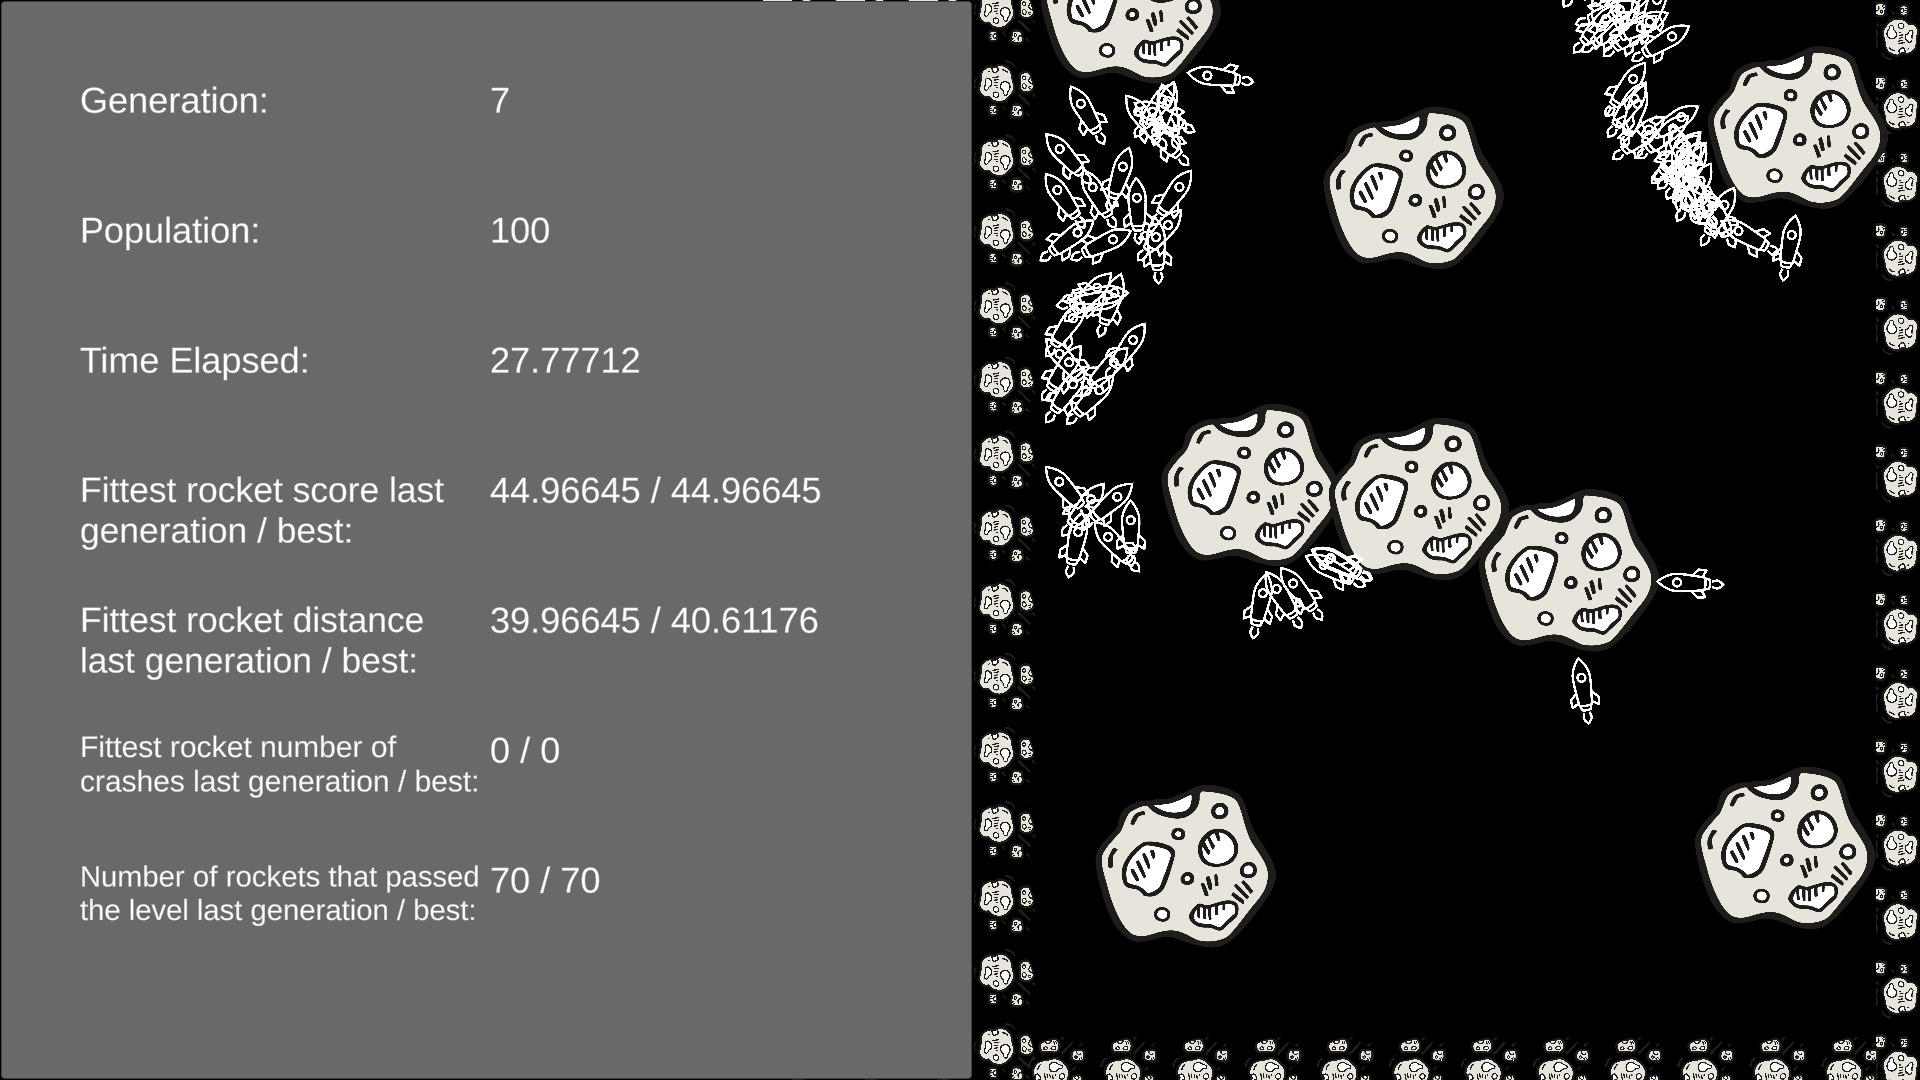 Generation: 7
Population: 100
Time Elapsed: 27.77712
Fittest rocket score last 44.96645 / 44.96645
generation / best:
Fittest rocket distance 39.96645 / 40.61176
last generation / best:
Fittest rocket number of 0 / 0
crashes last generation / best:
Number of rockets that passed 70 / 70
the level last generation / best: